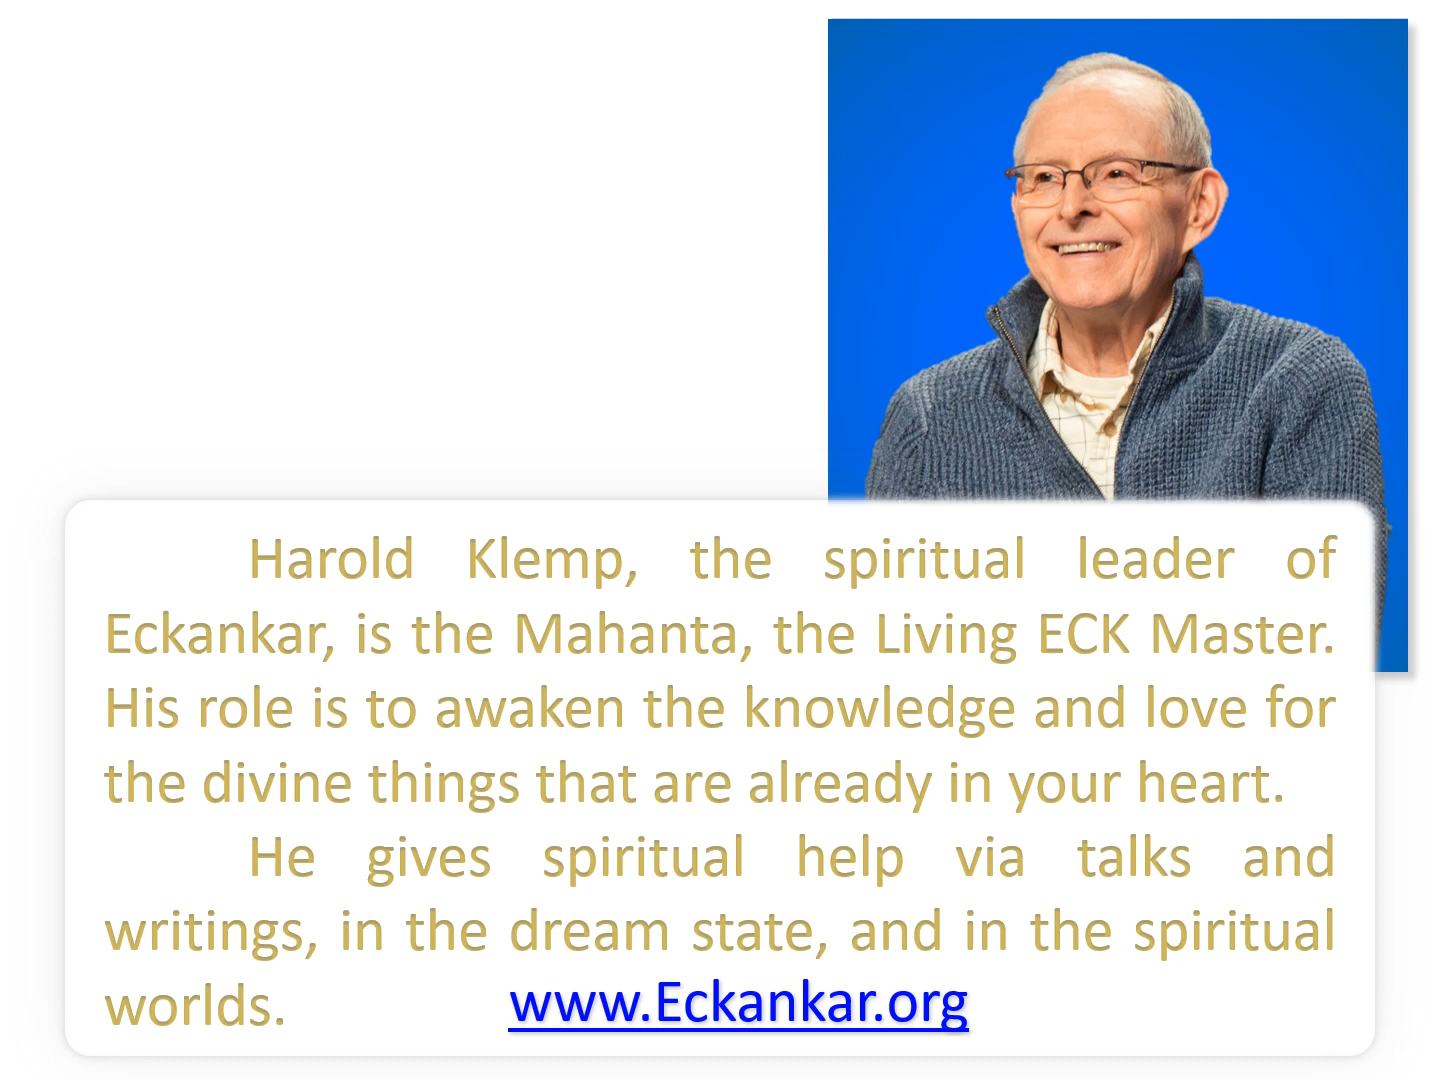 Harold Klemp, the spiritual leader of
Eckankar, is the Mahanta, the Living ECK Master.
His role is to awaken the knowledge and love for
the divine things that are already in your heart.
He gives spiritual help via talks and
writings, in the dream state, and in the spiritual
worlds. www.Eckankar.org